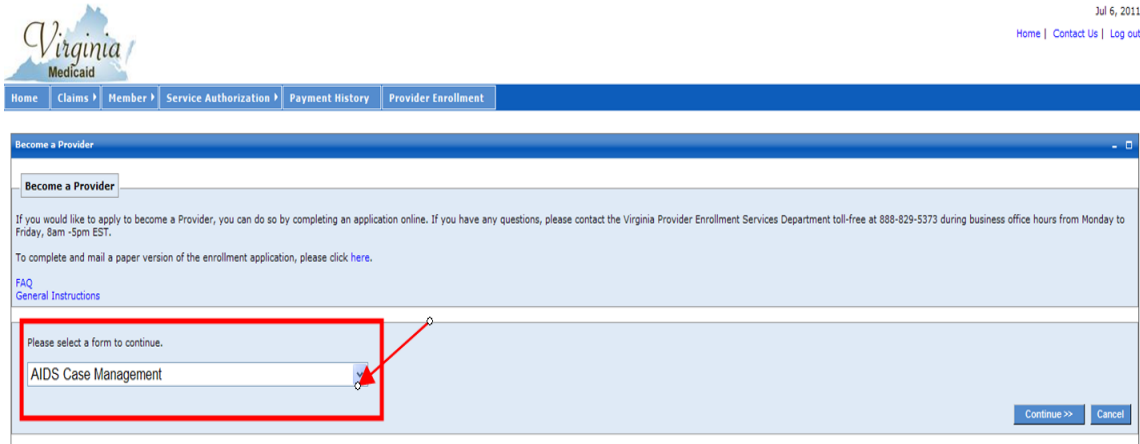 Jul 6, 2011
Home | Contact Us | Log out
Virginia
Medicaid
Home Claims Member Service Authorization Payment History Provider Enrollment
Become a Provider
Become a Provider
If you would like to apply to become a Provider, you can do so by completing an application online. If you have any questions, please contact the Virginia Provider Enrollment Services Department toll-free at 888-829-5373 during business office hours from Monday to
Friday, 8am -5pm EST.
To complete and mail a paper version of the enrollment application, please click here.
FAQ
General Instructions
Please select a form to continue.
AIDS Case Management
Continue >> Cancel